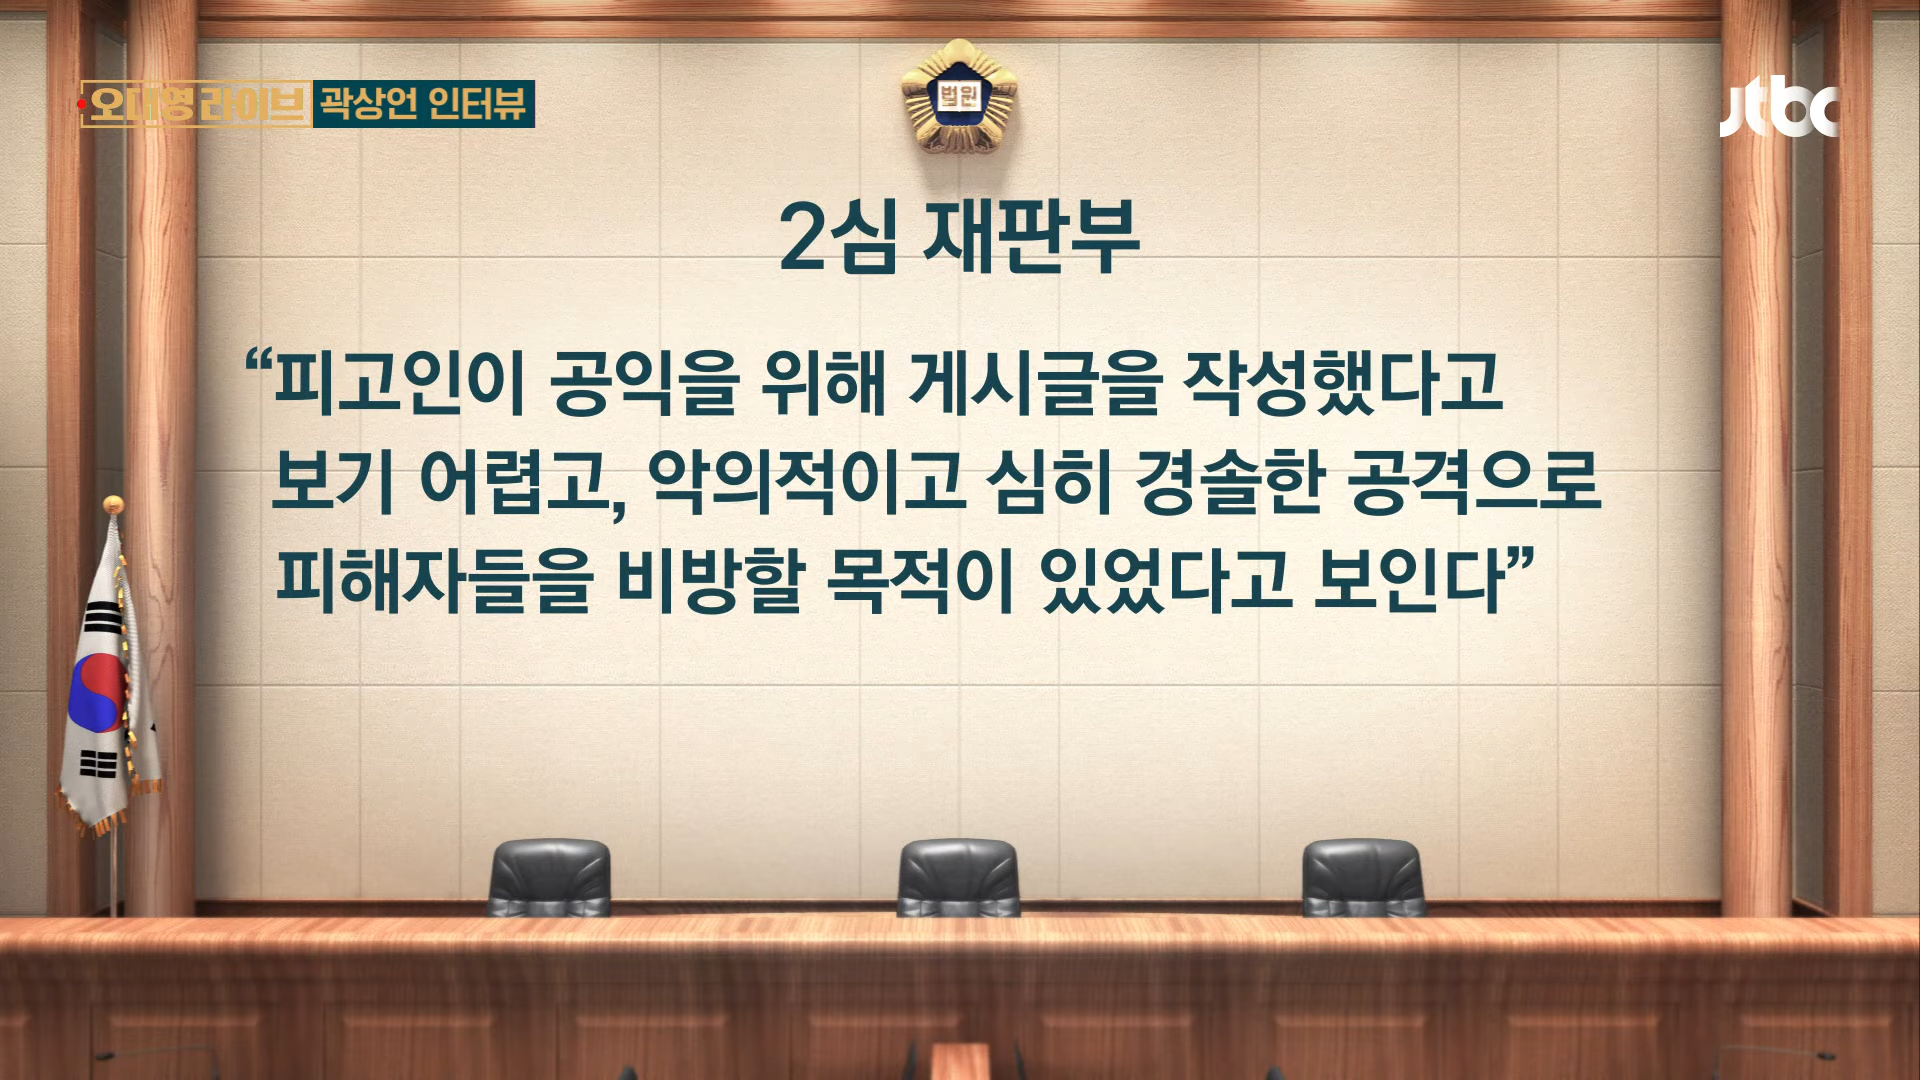 오대영 라이브 곽상언 인터뷰
jtbc
법원
2심 재판부
“피고인이 공익을 위해 게시글을 작성했다고
보기 어렵고, 악의적이고 심히 경솔한 공격으로
피해자들을 비방할 목적이 있었다고 보인다”